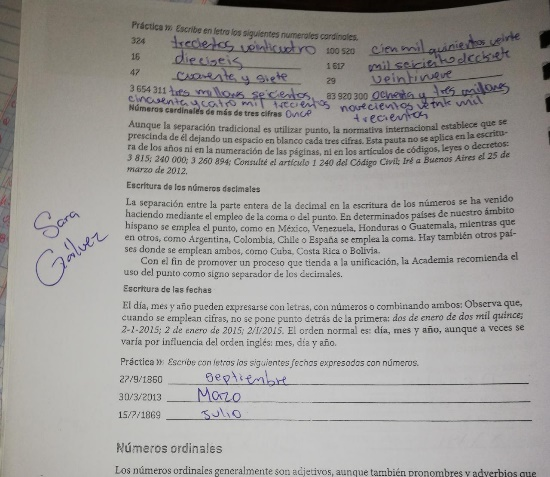 Práctica 1: Escribe en letra los siguientes numerales cardinales.
324 trecientos veinticuatro 100 520 cien mil quinientos veinte
16 dieciseis 1 617 mil seriento deciete
47 cuarenta y siete 29 veintinueve
3 654 311 tres millones seicientos, 83 920 300 ochenta y tres millones
cincuenta y catro mil trecientos novecientos veinte mil
Números cardinales de más de tres cifras once trecientos
Aunque la separación tradicional es utilizar punto, la normativa internacional establece que se
prescinda de él dejando un espacio en blanco cada tres cifras. Esta pauta no se aplica en la escritu-
ra de los años ni en la numeración de las páginas, ni en los artículos de códigos, leyes o decretos:
3 815; 240 000; 3 260 894; Consulté el artículo 1 240 del Código Civil; Iré a Buenos Aires el 25 de
marzo de 2012.
Escritura de los números decimales
La separación entre la parte entera de la decimal en la escritura de los números se ha venido
haciendo mediante el empleo de la coma o del punto. En determinados países de nuestro ámbito
hispano se emplea el punto, como en México, Venezuela, Honduras o Guatemala, mientras que
en otros, como Argentina, Colombia, Chile o España se emplea la coma. Hay también otros paí-
ses donde se emplean ambos, como Cuba, Costa Rica o Bolivia.
Con el fin de promover un proceso que tienda a la unificación, la Academia recomienda el
uso del punto como signo separador de los decimales.
Sara
Gálvez
Escritura de las fechas
El día, mes y año pueden expresarse con letras, con números o combinando ambos: Observa que,
cuando se emplean cifras, no se pone punto detrás de la primera: dos de enero de dos mil quince;
2-1-2015; 2 de enero de 2015; 2/I/2015. El orden normal es: día, mes y año, aunque a veces se
varía por influencia del orden inglés: mes, día y año.
Práctica 1: Escribe con letras las siguientes fechas expresadas con números.
27/9/1860 Septiembre
30/3/2013 Mazo
15/7/1869 Julio
Números ordinales
Los números ordinales generalmente son adjetivos, aunque también pronombres y adverbios que